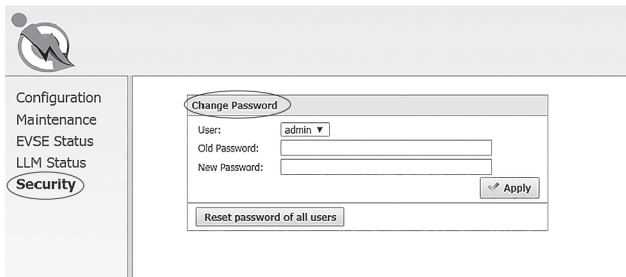 Configuration
Maintenance
EVSE Status
LLM Status
Security
Change Password
User: admin ▼
Old Password:
New Password:
Apply
Reset password of all users